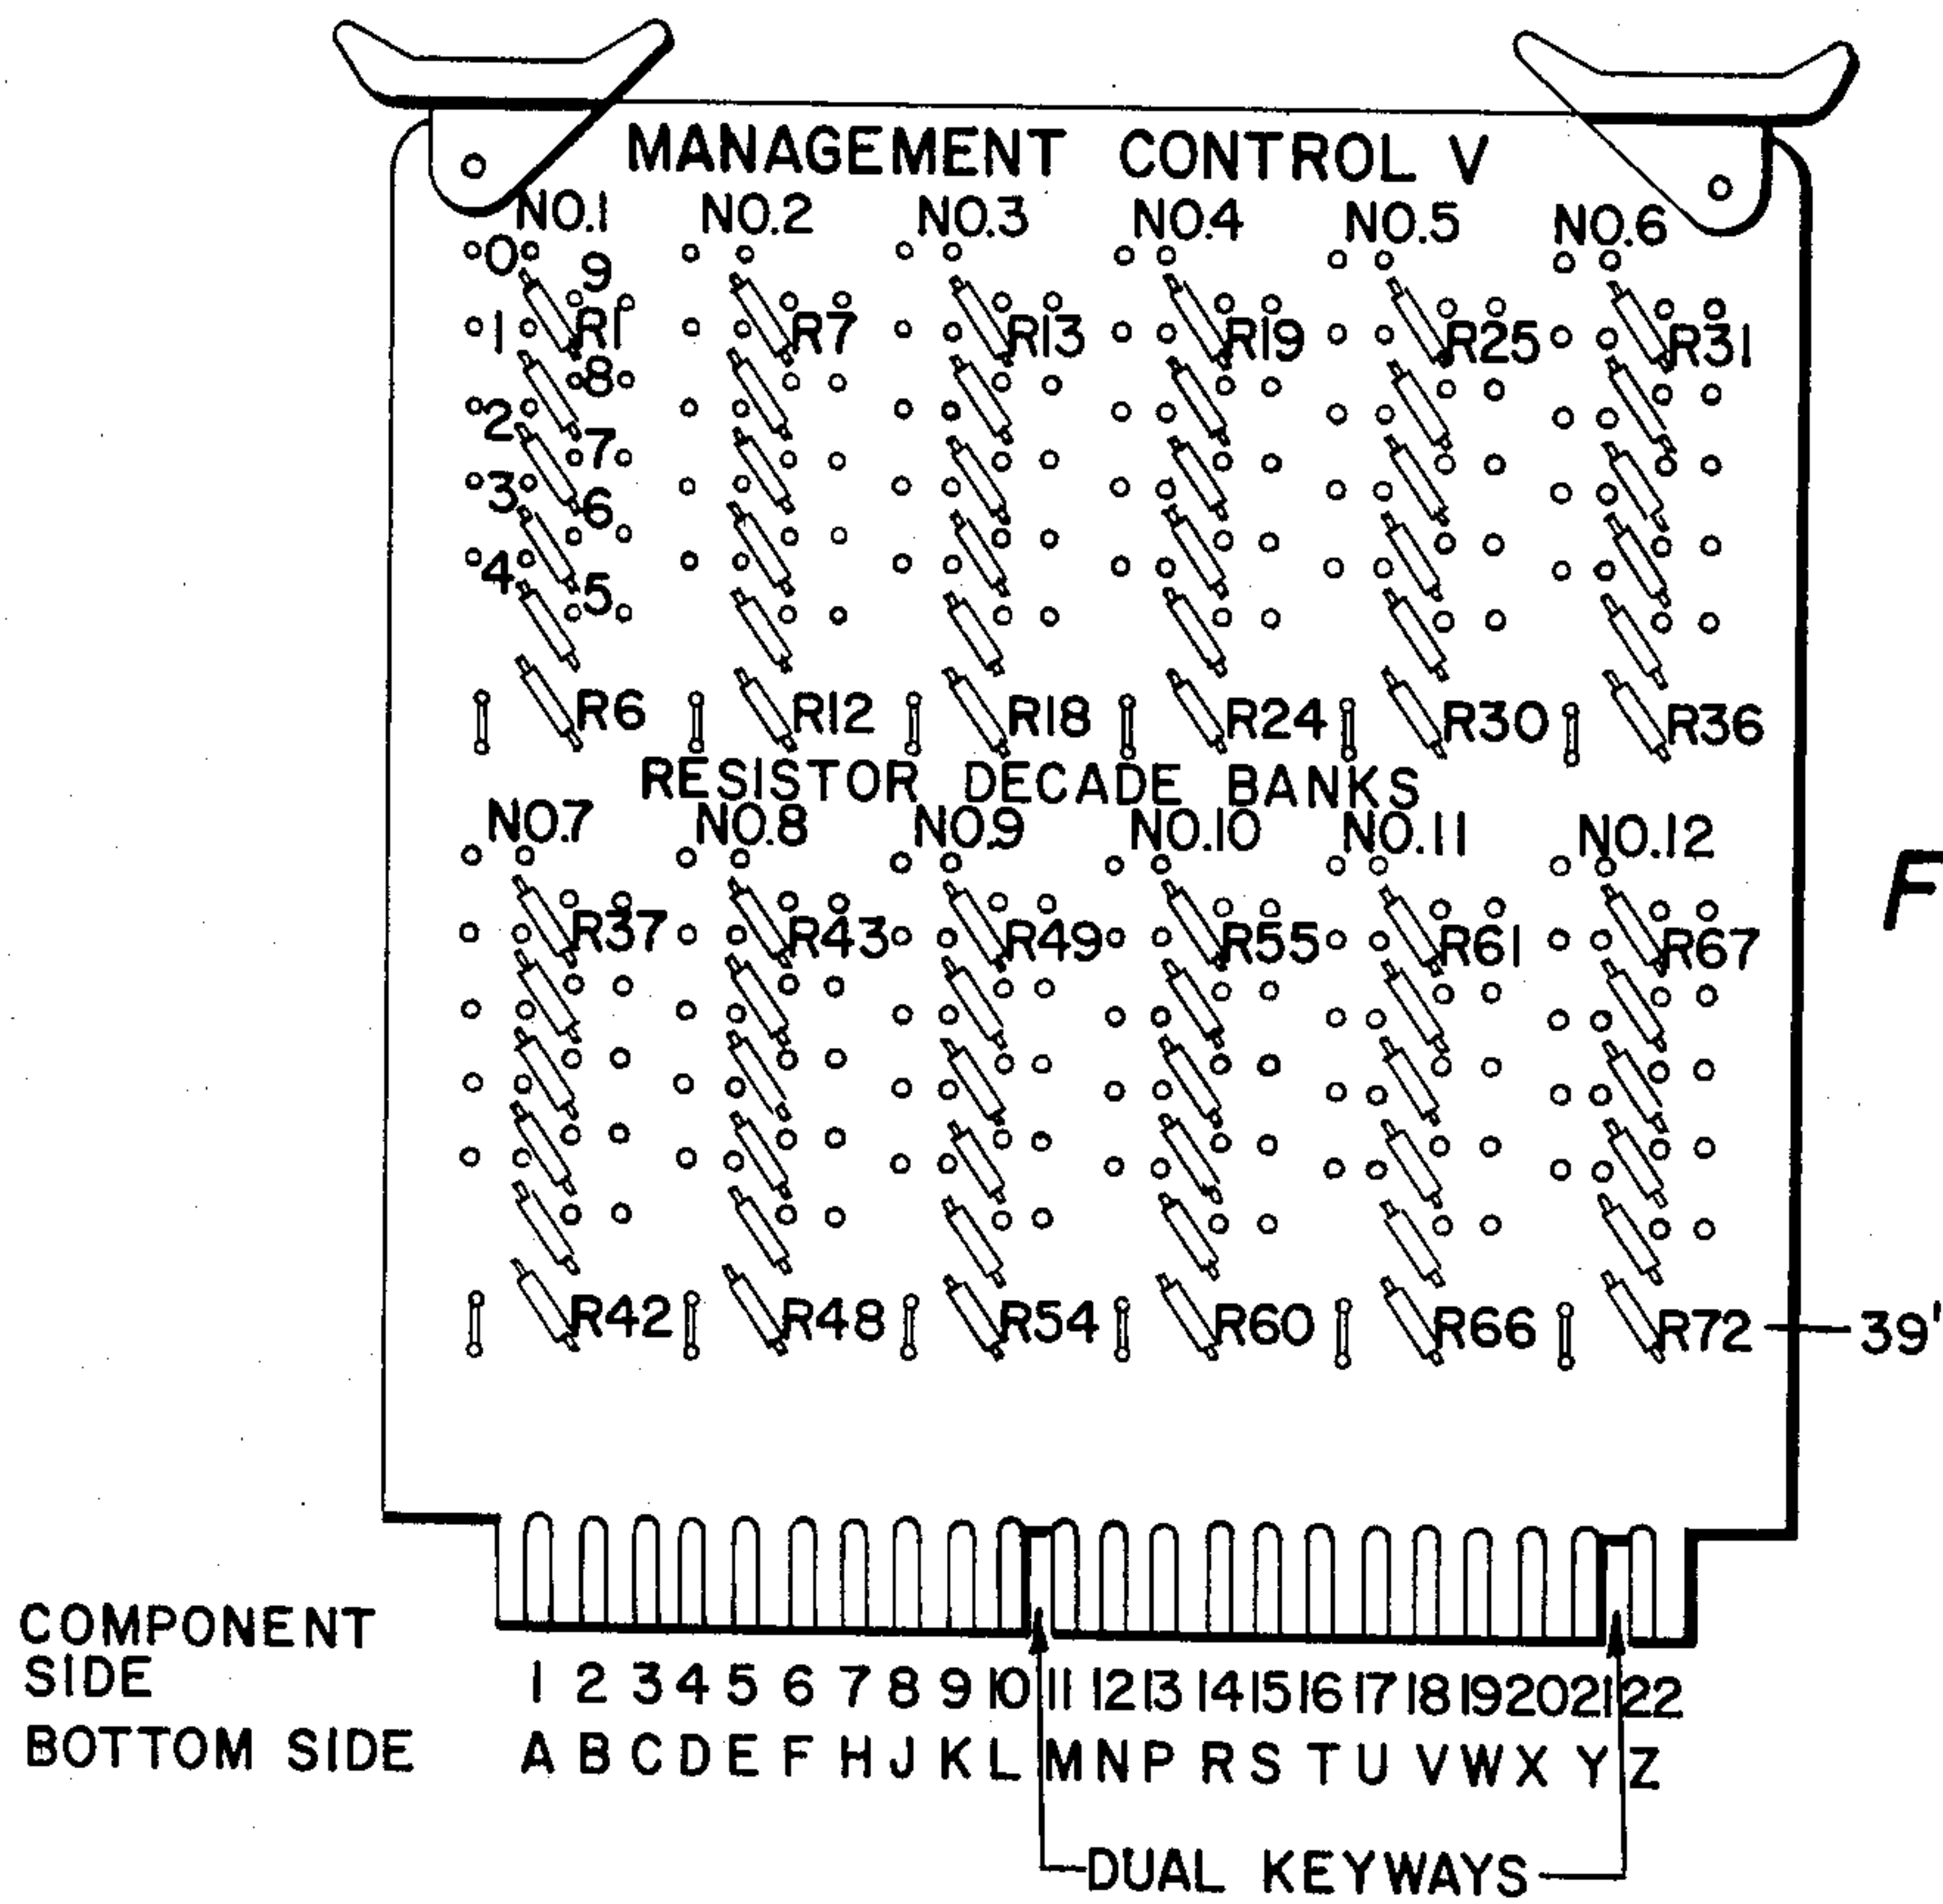 MANAGEMENT CONTROL V
NO.1 NO.2 NO.3 NO.4 NO.5 NO.6
0 9
1 R1 R7 R13 R19 R25 R31
8
2
7
3 6
4
5
R6 R12 R18 R24 R30 R36
RESISTOR DECADE BANKS
NO.7 NO.8 NO.9 NO.10 NO.11 NO.12
F
R37 R43 R49 R55 R61 R67
R42 R48 R54 R60 R66 R72 39'
COMPONENT
SIDE
1 2 3 4 5 6 7 8 9 10 11 12 13 14 15 16 17 18 19 20 21 22
BOTTOM SIDE A B C D E F H J K L M N P R S T U V W X Y Z
DUAL KEYWAYS